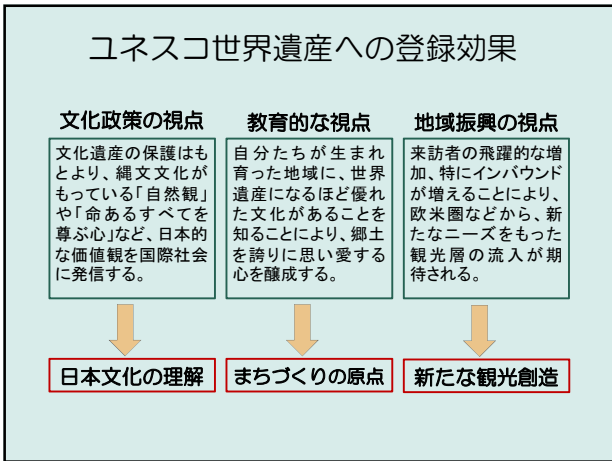 ユネスコ世界遺産への登録効果
文化政策の視点
文化遺産の保護はも
とより、縄文文化が
もっている「自然観」
や「命あるすべてを
尊ぶ心」など、日本的
な価値観を国際社会
に発信する。
日本文化の理解
教育的な視点
自分たちが生まれ
育った地域に、世界
遺産になるほど優れ
た文化があることを
知ることにより、郷土
を誇りに思い愛する
心を醸成する。
まちづくりの原点
地域振興の視点
来訪者の飛躍的な増
加、特にインバウンド
が増えることにより、
欧米圏などから、新
たなニーズをもった
観光層の流入が期
待される。
新たな観光創造